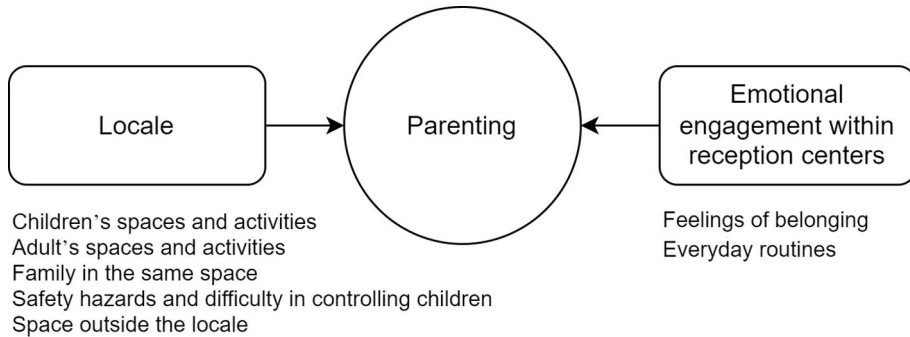 Locale
Parenting
Emotional
engagement within
reception centers
Children’s spaces and activities
Adult’s spaces and activities
Family in the same space
Safety hazards and difficulty in controlling children
Space outside the locale
Feelings of belonging
Everyday routines